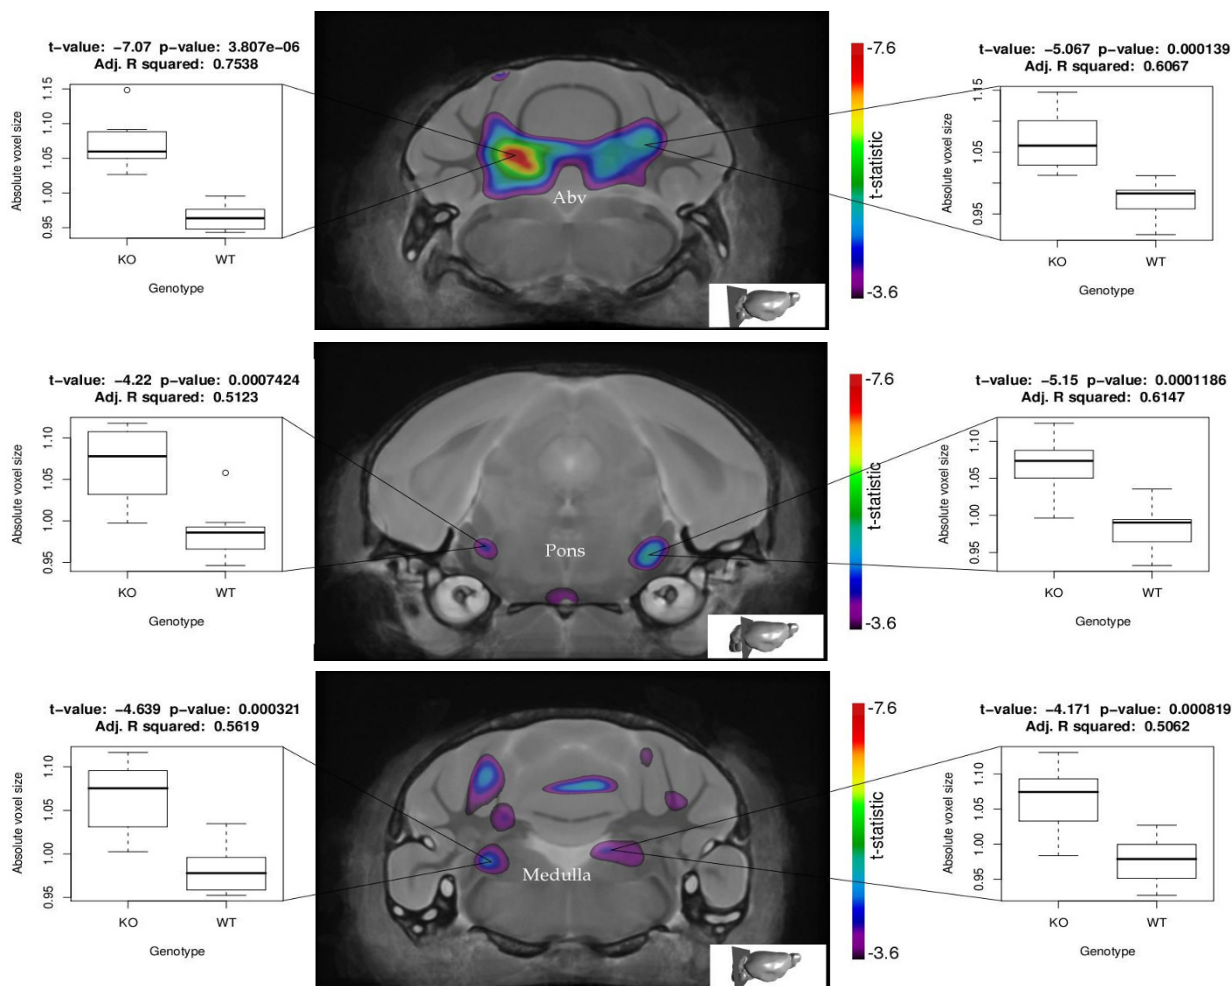 t-value: -7.07 p-value: 3.807e-06
Adj. R squared: 0.7538
Absolute voxel size
1.15
1.10
1.05
1.00
0.95
KO WT
Genotype
Abv
-7.6
t-statistic
-3.6
t-value: -5.067 p-value: 0.000139
Adj. R squared: 0.6067
Absolute voxel size
1.15
1.05
0.95
KO WT
Genotype
t-value: -4.22 p-value: 0.0007424
Adj. R squared: 0.5123
Absolute voxel size
1.10
1.05
1.00
0.95
KO WT
Genotype
Pons
-7.6
t-statistic
-3.6
t-value: -5.15 p-value: 0.0001186
Adj. R squared: 0.6147
Absolute voxel size
1.10
1.05
1.00
0.95
KO WT
Genotype
t-value: -4.639 p-value: 0.000321
Adj. R squared: 0.5619
Absolute voxel size
1.10
1.05
1.00
0.95
KO WT
Genotype
Medulla
-7.6
t-statistic
-3.6
t-value: -4.171 p-value: 0.000819
Adj. R squared: 0.5062
Absolute voxel size
1.10
1.05
1.00
0.95
KO WT
Genotype